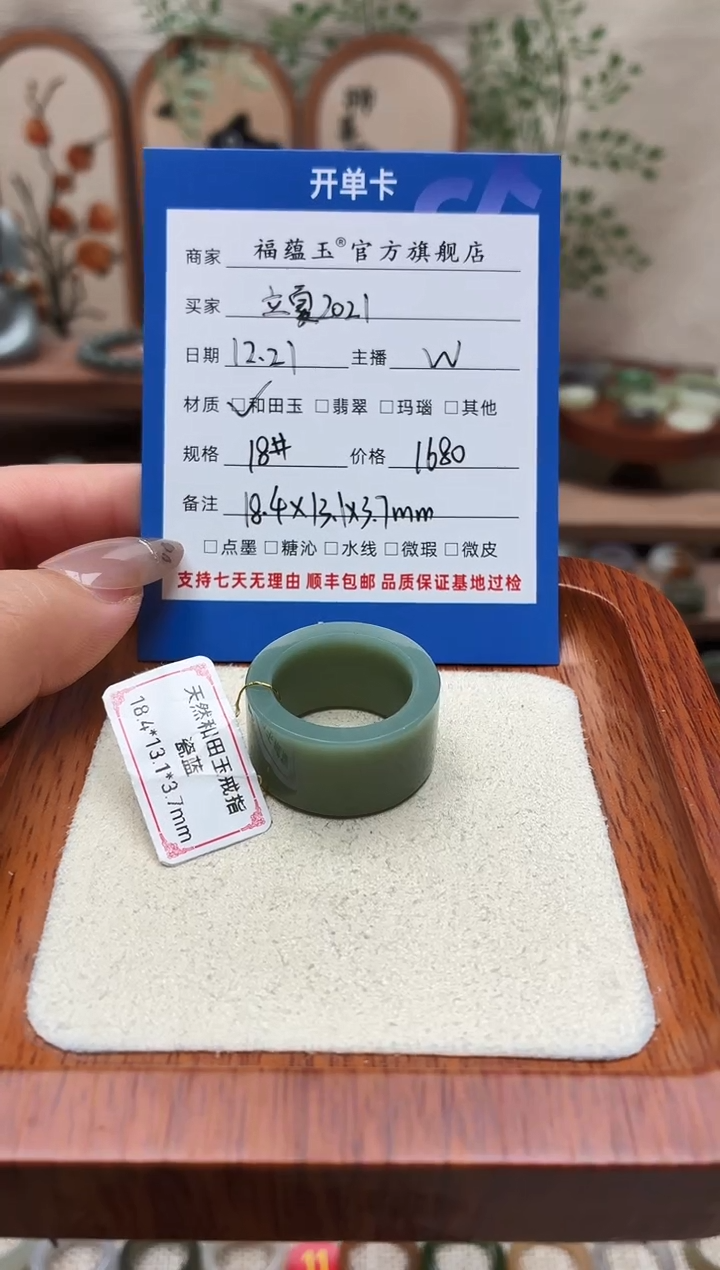 开单卡
商家 福蕴玉®官方旗舰店
买家 立夏2021
日期 12.21 主播 W
材质 ☑和田玉 □翡翠 □玛瑙 □其他
规格 18# 价格 1680
备注 18.4×13.1×3.7mm
□点墨 □糖沁 □水线 □微瑕 □微皮
支持七天无理由 顺丰包邮 品质保证基地过检
天然和田玉戒指
瓷蓝
18.4*13.1*3.7mm
11